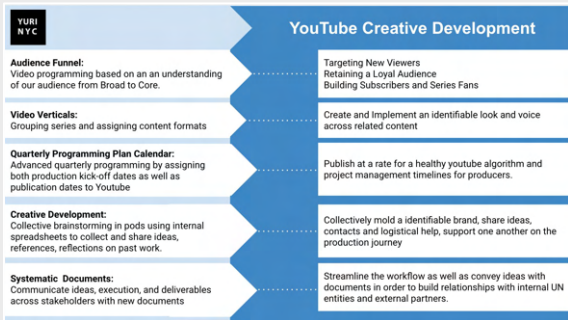 YURI
NYC
YouTube Creative Development
Audience Funnel:
Video programming based on an an understanding
of our audience from Broad to Core.
Targeting New Viewers
Retaining a Loyal Audience
Building Subscribers and Series Fans
Video Verticals:
Grouping series and assigning content formats
Create and Implement an identifiable look and voice
across related content
Quarterly Programming Plan Calendar:
Advanced quarterly programming by assigning
both production kick-off dates as well as
publication dates to Youtube
Publish at a rate for a healthy youtube algorithm and
project management timelines for producers.
Creative Development:
Collective brainstorming in pods using internal
spreadsheets to collect and share ideas,
references, reflections on past work.
Collectively mold a identifiable brand, share ideas,
contacts and logistical help, support one another on the
production journey
Systematic Documents:
Communicate ideas, execution, and deliverables
across stakeholders with new documents
Streamline the workflow as well as convey ideas with
documents in order to build relationships with internal UN
entities and external partners.